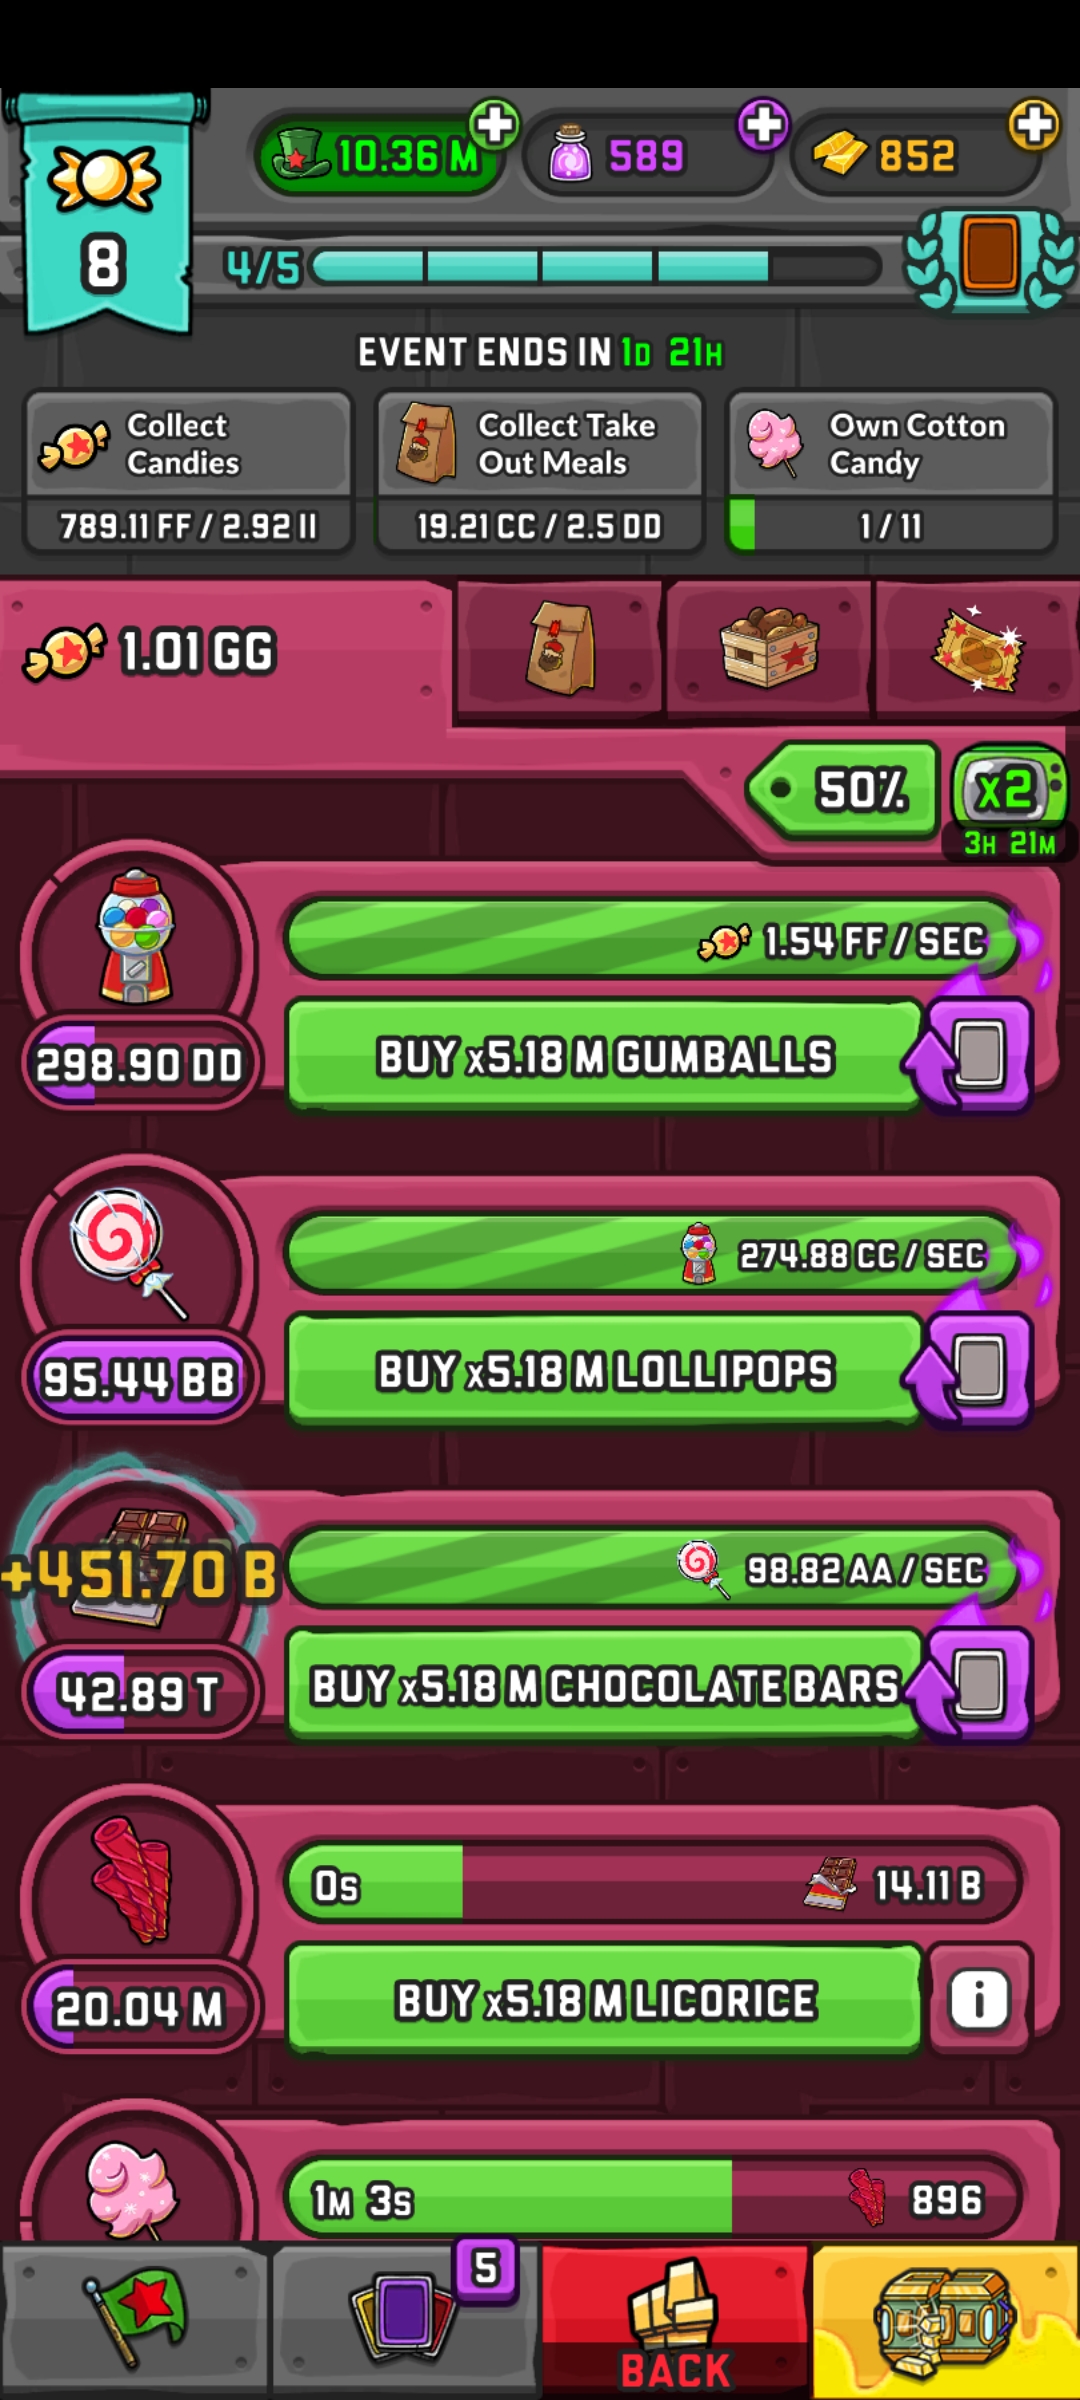 10.36 M
589
852
8
4/5
EVENT ENDS IN 1D 21H
Collect
Candies
789.11 FF / 2.92 II
Collect Take
Out Meals
19.21 CC / 2.5 DD
Own Cotton
Candy
1 / 11
1.01 GG
50%
x2
3H 21M
1.54 FF / SEC
298.90 DD
BUY x5.18 M GUMBALLS
274.88 CC / SEC
95.44 BB
BUY x5.18 M LOLLIPOPS
+451.70 B
98.82 AA / SEC
42.89 T
BUY x5.18 M CHOCOLATE BARS
0S
14.11 B
20.04 M
BUY x5.18 M LICORICE
i
1M 3S
896
5
BACK